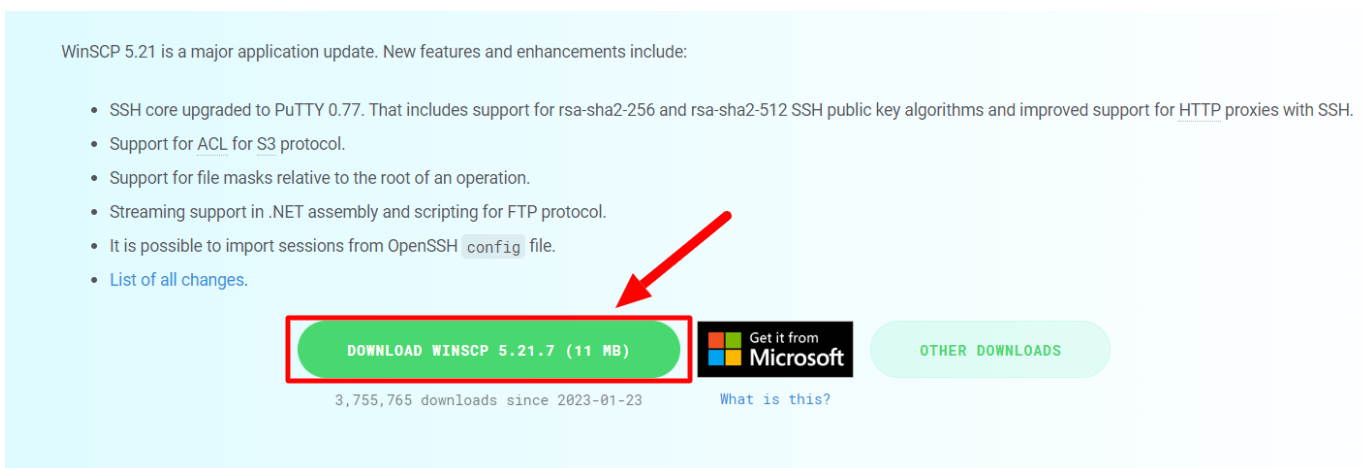 WinSCP 5.21 is a major application update. New features and enhancements include:
SSH core upgraded to PuTTY 0.77. That includes support for rsa-sha2-256 and rsa-sha2-512 SSH public key algorithms and improved support for HTTP proxies with SSH.
Support for ACL for S3 protocol.
Support for file masks relative to the root of an operation.
Streaming support in .NET assembly and scripting for FTP protocol.
It is possible to import sessions from OpenSSH config file.
List of all changes.
DOWNLOAD WINSCP 5.21.7 (11 MB)
Get it from
Microsoft
OTHER DOWNLOADS
3,755,765 downloads since 2023-01-23
What is this?